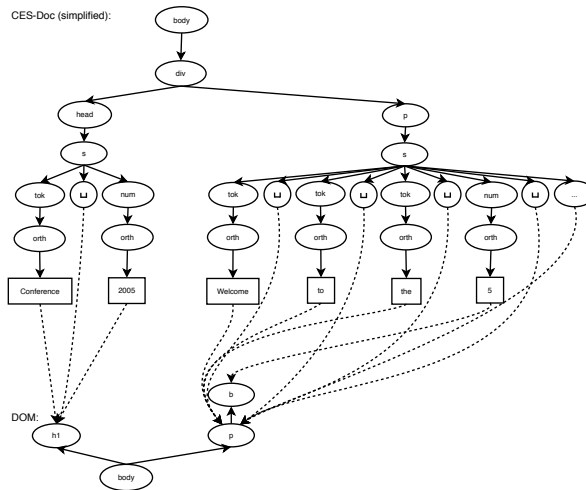 CES-Doc (simplified):
body
div
head p
s s
tok ␣ num tok ␣ tok ␣ tok ␣ num ␣ ...
orth orth orth orth orth orth
Conference 2005 Welcome to the 5
b
DOM:
h1 p
body